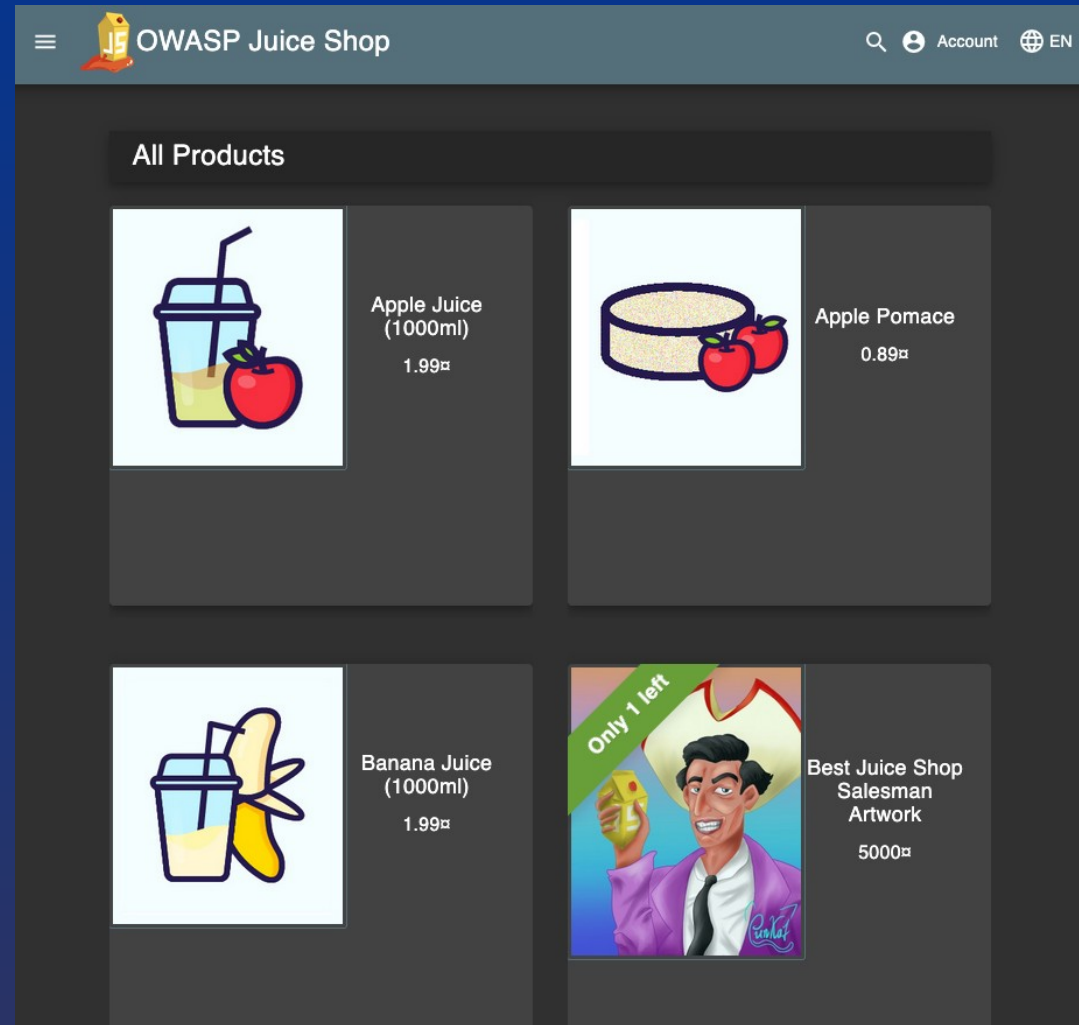 OWASP Juice Shop
Account
EN
All Products
Apple Juice
(1000ml)
1.99¤
Apple Pomace
0.89¤
Banana Juice
(1000ml)
1.99¤
Only 1 left
Best Juice Shop
Salesman
Artwork
5000¤